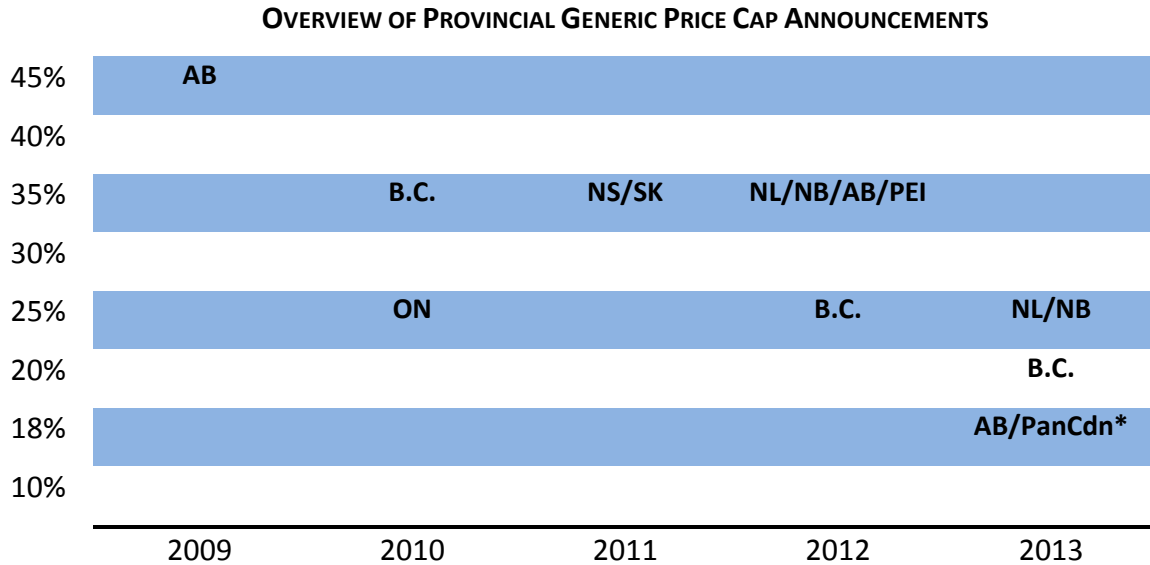 OVERVIEW OF PROVINCIAL GENERIC PRICE CAP ANNOUNCEMENTS
45% AB
40%
35% B.C. NS/SK NL/NB/AB/PEI
30%
25% ON B.C. NL/NB
20% B.C.
18% AB/PanCdn*
10%
2009 2010 2011 2012 2013